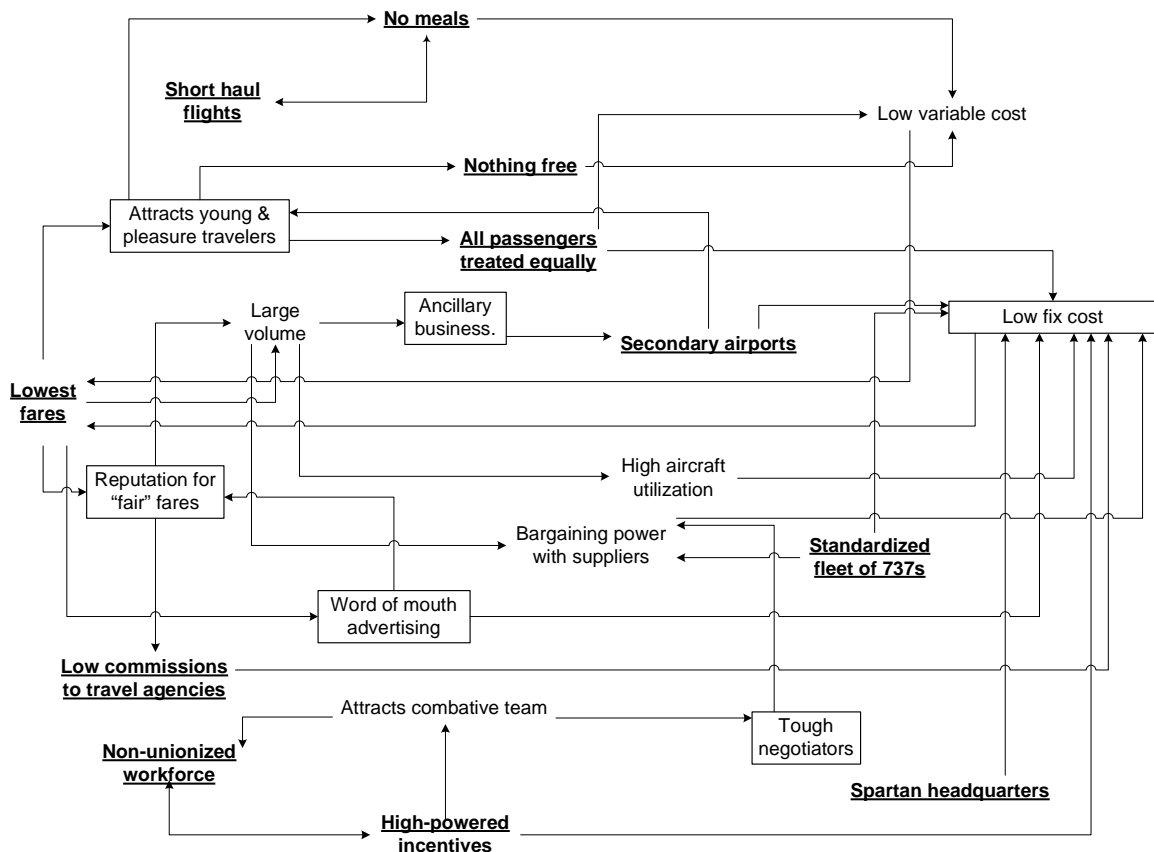 No meals
Short haul
flights
Low variable cost
Nothing free
Attracts young &
pleasure travelers
All passengers
treated equally
Large
volume
Ancillary
business.
Secondary airports
Low fix cost
Lowest
fares
Reputation for
“fair” fares
High aircraft
utilization
Bargaining power
with suppliers
Standardized
fleet of 737s
Word of mouth
advertising
Low commissions
to travel agencies
Attracts combative team
Tough
negotiators
Non-unionized
workforce
Spartan headquarters
High-powered
incentives